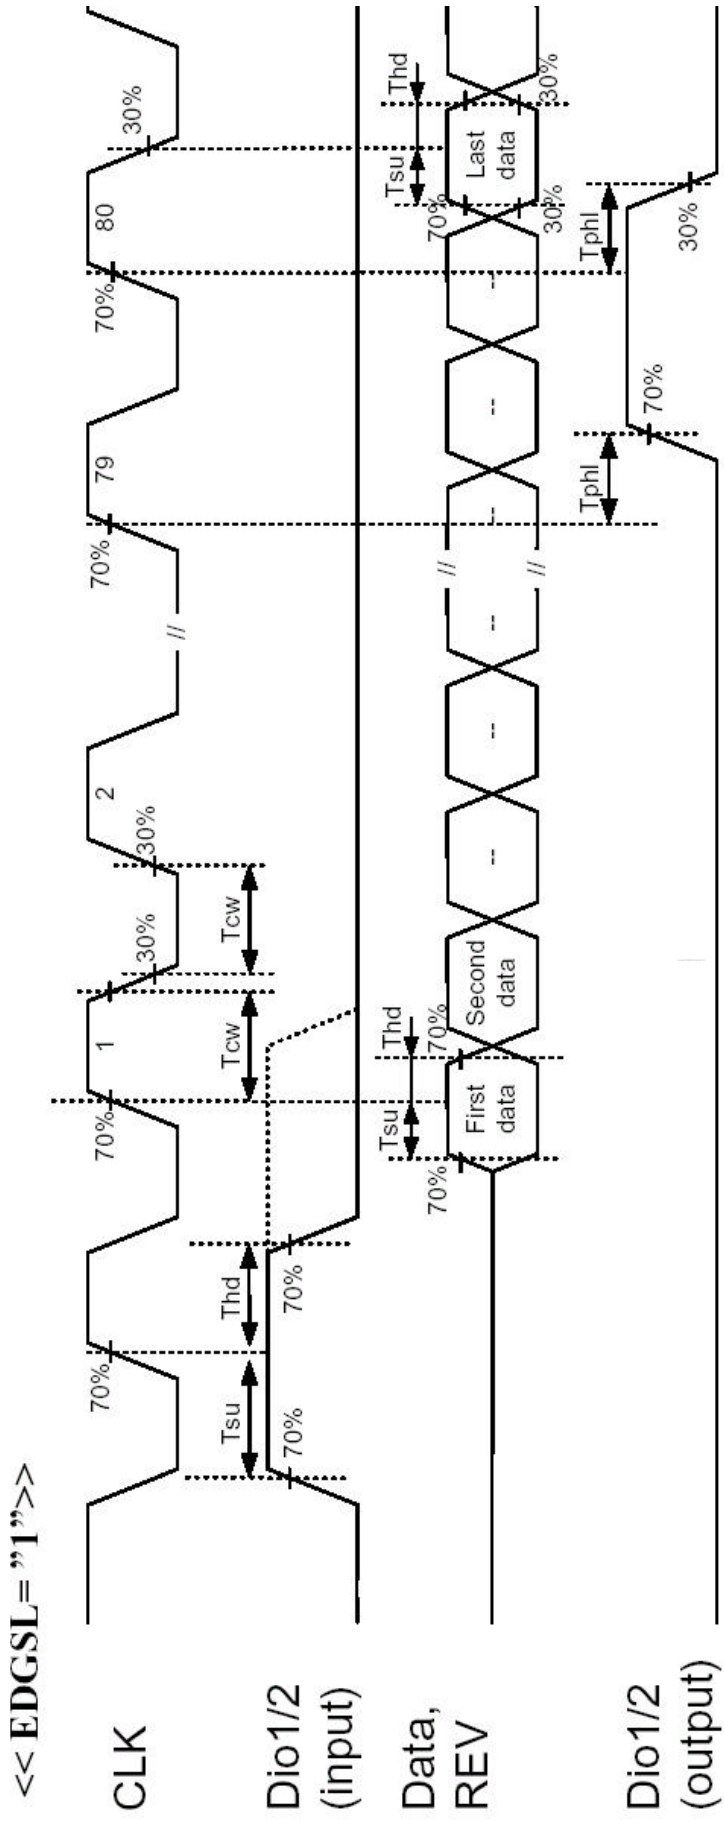 << EDGSL= ”1”>>
CLK
70%
70%
1
30%
30%
2
//
70%
79
70%
80
30%
Dio1/2
(input)
Tsu
Thd
Tcw
Tcw
70%
70%
Data,
REV
70%
Tsu
Thd
70%
First
data
Second
data
--
--
--
//
//
--
--
--
70%
30%
Tsu
Thd
Last
data
30%
Dio1/2
(output)
Tphl
70%
Tphl
30%